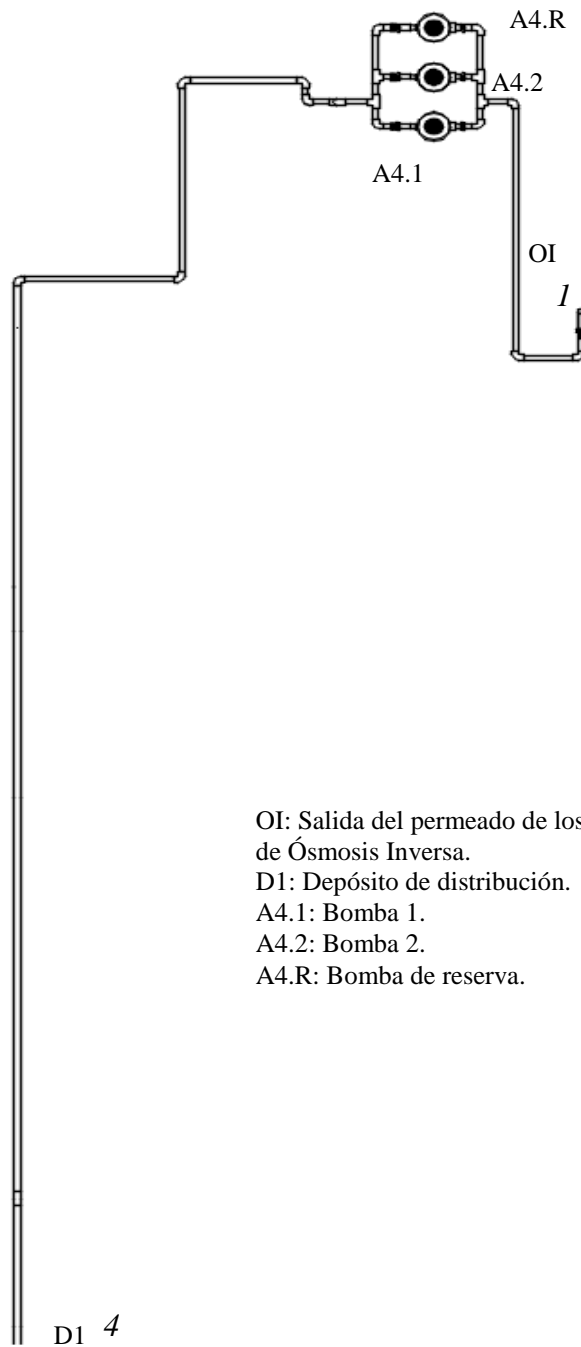 A4.R
A4.2
A4.1
OI
1
OI: Salida del permeado de los
de Ósmosis Inversa.
D1: Depósito de distribución.
A4.1: Bomba 1.
A4.2: Bomba 2.
A4.R: Bomba de reserva.
D1 4